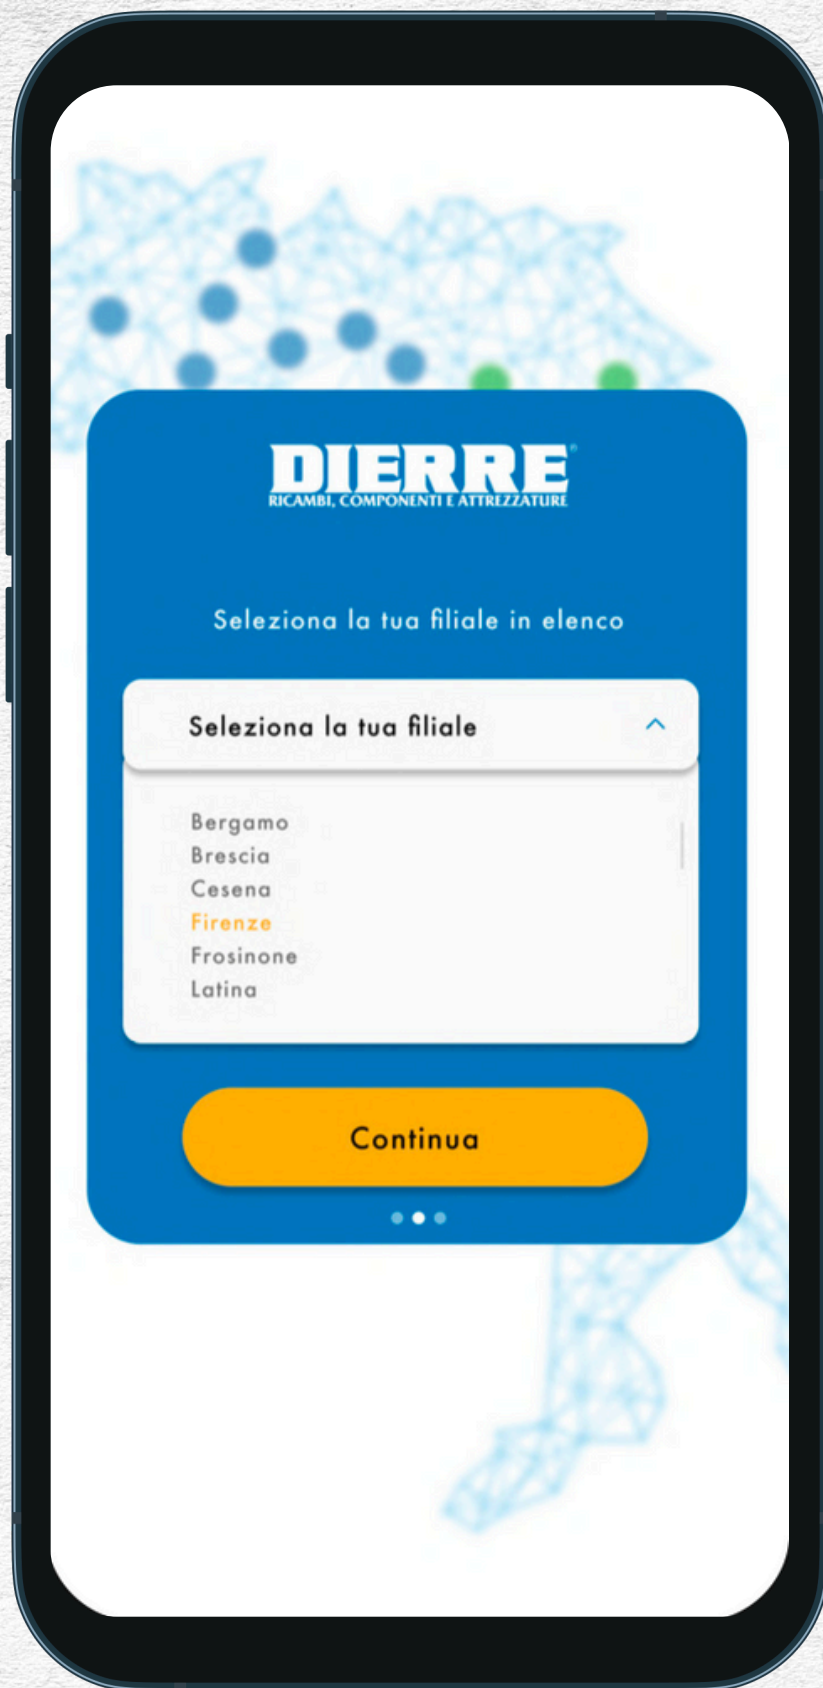 DIERRE®
RICAMBI, COMPONENTI E ATTREZZATURE
Seleziona la tua filiale in elenco
Seleziona la tua filiale
Bergamo
Brescia
Cesena
Firenze
Frosinone
Latina
Continua